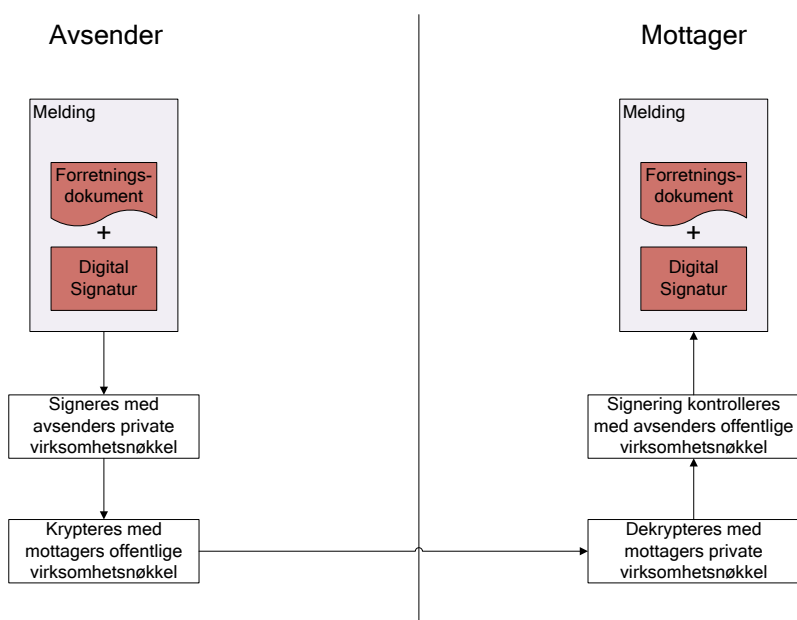 Avsender
Melding
Forretnings-
dokument
+
Digital
Signatur
Signeres med
avsenders private
virksomhetsnøkkel
Krypteres med
mottagers offentlige
virksomhetsnøkkel
Mottager
Melding
Forretnings-
dokument
+
Digital
Signatur
Signering kontrolleres
med avsenders offentlige
virksomhetsnøkkel
Dekrypteres med
mottagers private
virksomhetsnøkkel